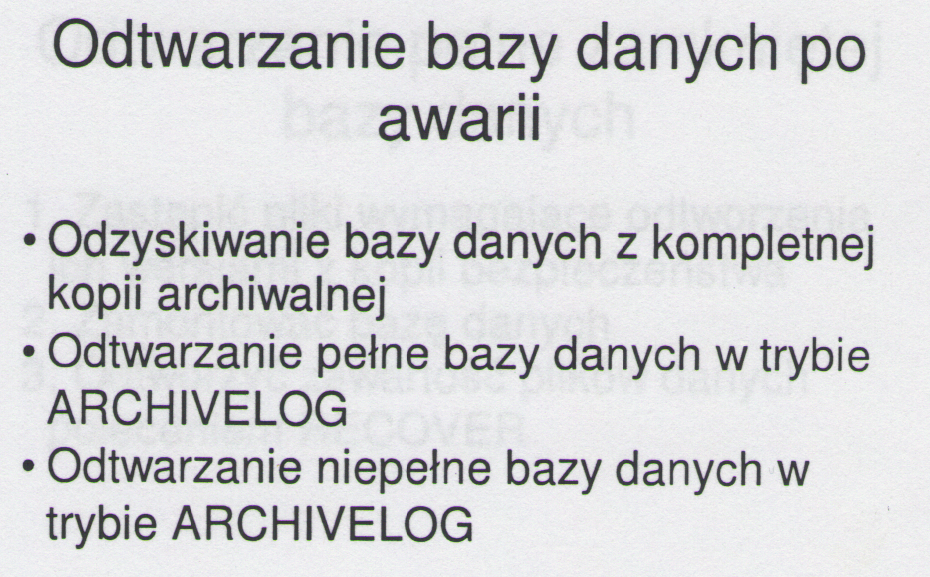 Odtwarzanie bazy danych po
awarii
• Odzyskiwanie bazy danych z kompletnej
kopii archiwalnej
• Odtwarzanie pełne bazy danych w trybie
ARCHIVELOG
• Odtwarzanie niepełne bazy danych w
trybie ARCHIVELOG